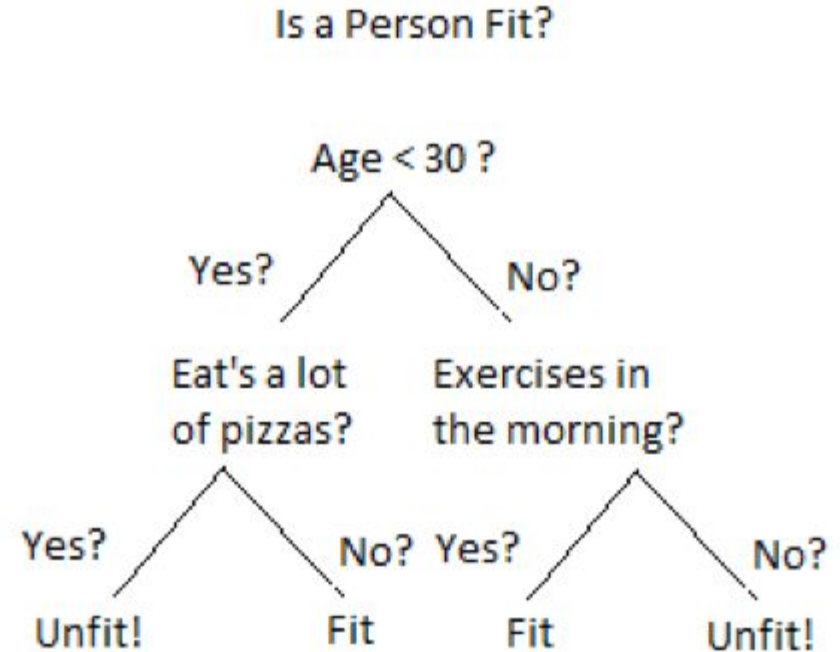 Is a Person Fit?
Age < 30 ?
Yes?
No?
Eat's a lot
of pizzas?
Exercises in
the morning?
Yes?
No?
Yes?
No?
Unfit!
Fit
Fit
Unfit!